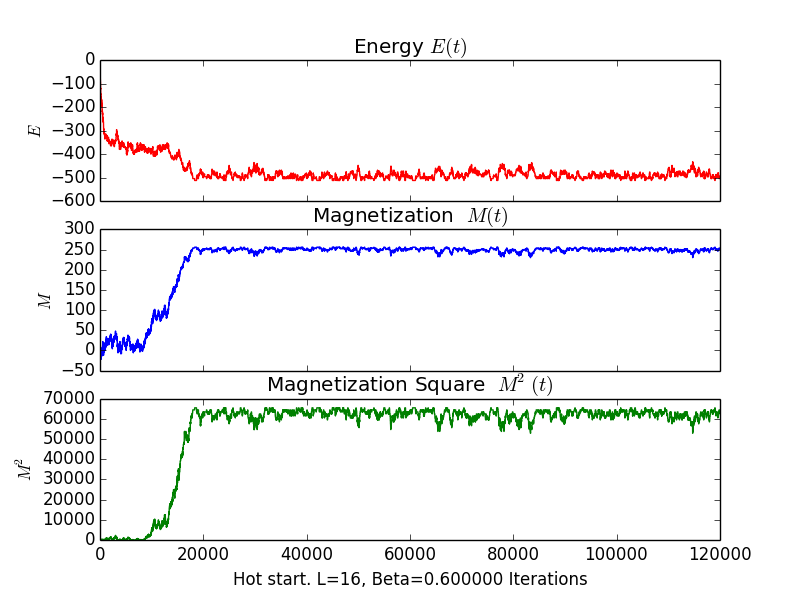 Energy E(t)
0
−100
−200
−300
−400
−500
−600
E
Magnetization M(t)
300
250
200
150
100
50
0
−50
M
Magnetization Square M² (t)
70000
60000
50000
40000
30000
20000
10000
0
M²
0 20000 40000 60000 80000 100000 120000
Hot start. L=16, Beta=0.600000 Iterations